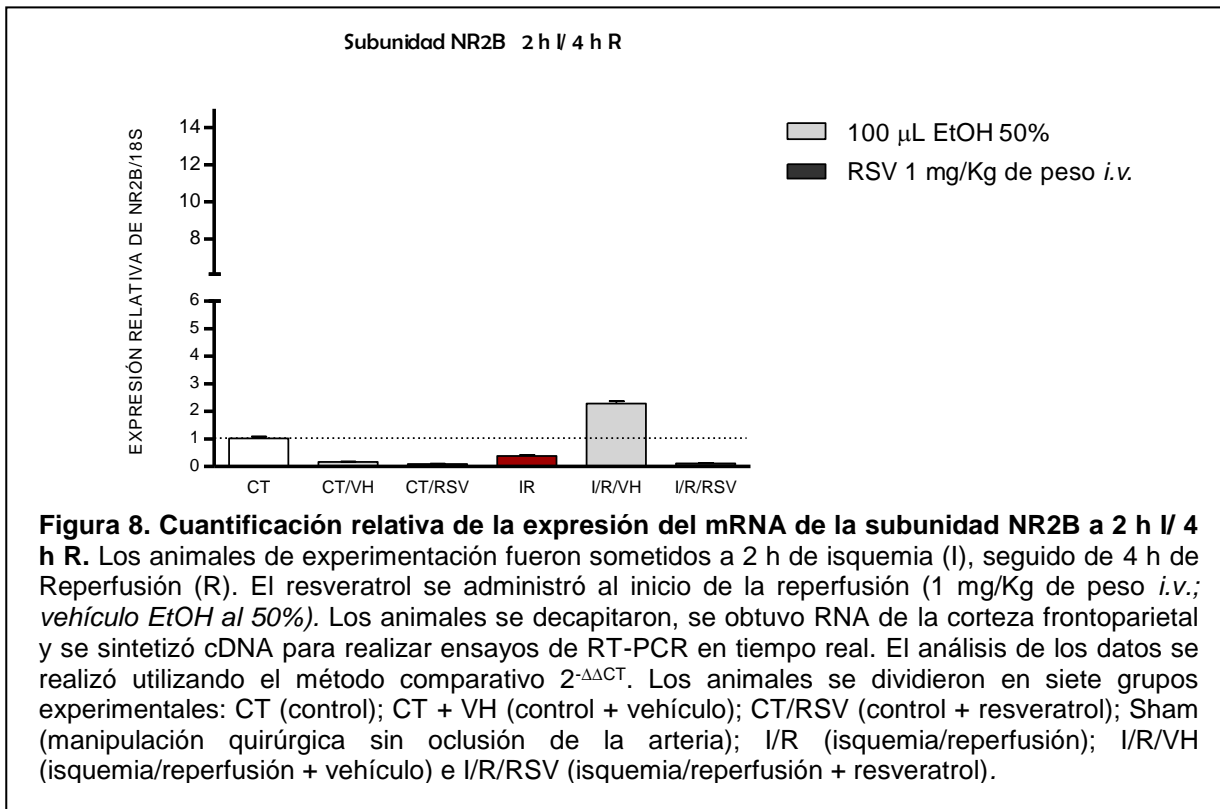 Subunidad NR2B 2 h I/ 4 h R
EXPRESIÓN RELATIVA DE NR2B/18S
14
12
10
8
6
5
4
3
2
1
0
CT CT/VH CT/RSV IR I/R/VH I/R/RSV
100 µL EtOH 50%
RSV 1 mg/Kg de peso i.v.
Figura 8. Cuantificación relativa de la expresión del mRNA de la subunidad NR2B a 2 h I/ 4
h R. Los animales de experimentación fueron sometidos a 2 h de isquemia (I), seguido de 4 h de
Reperfusión (R). El resveratrol se administró al inicio de la reperfusión (1 mg/Kg de peso i.v.;
vehículo EtOH al 50%). Los animales se decapitaron, se obtuvo RNA de la corteza frontoparietal
y se sintetizó cDNA para realizar ensayos de RT-PCR en tiempo real. El análisis de los datos se
realizó utilizando el método comparativo 2-ΔΔCT. Los animales se dividieron en siete grupos
experimentales: CT (control); CT + VH (control + vehículo); CT/RSV (control + resveratrol); Sham
(manipulación quirúrgica sin oclusión de la arteria); I/R (isquemia/reperfusión); I/R/VH
(isquemia/reperfusión + vehículo) e I/R/RSV (isquemia/reperfusión + resveratrol).